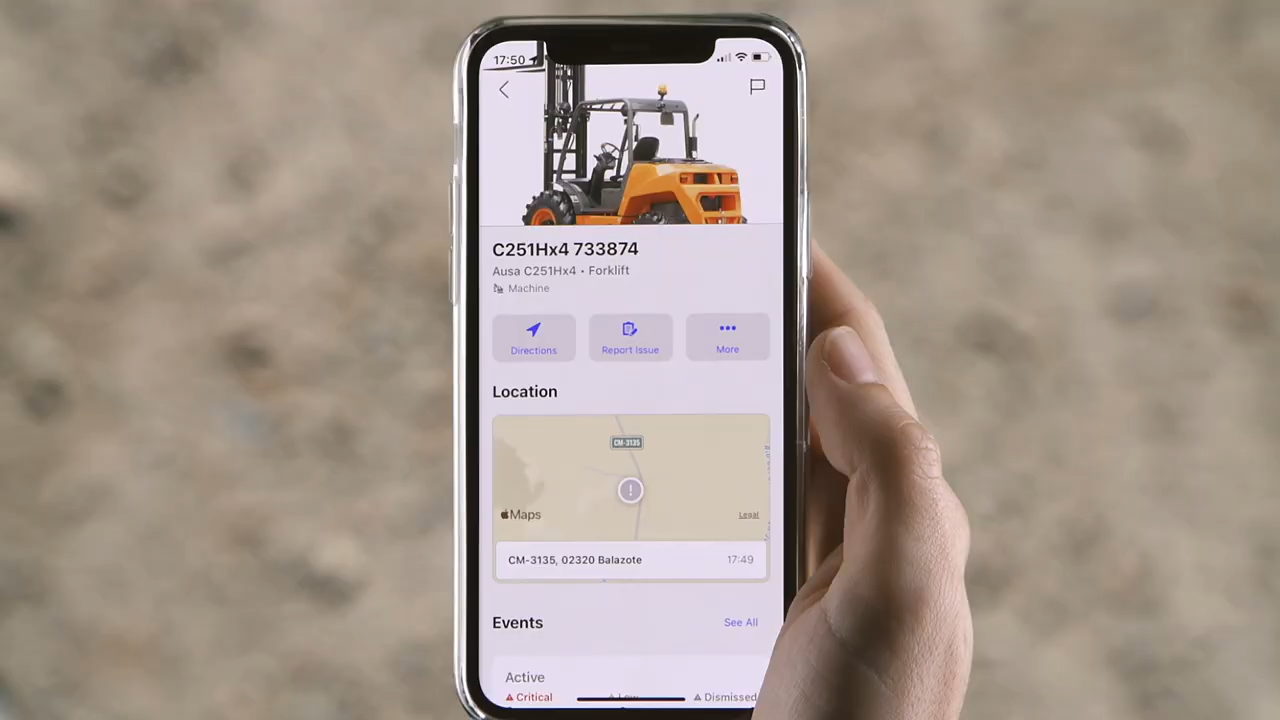 17:50
C251Hx4 733874
Ausa C251Hx4 • Forklift
Machine
Directions
Report Issue
More
Location
CM-3135
Maps
Legal
CM-3135, 02320 Balazote
17:49
Events
See All
Active
Critical
Low
Dismissed